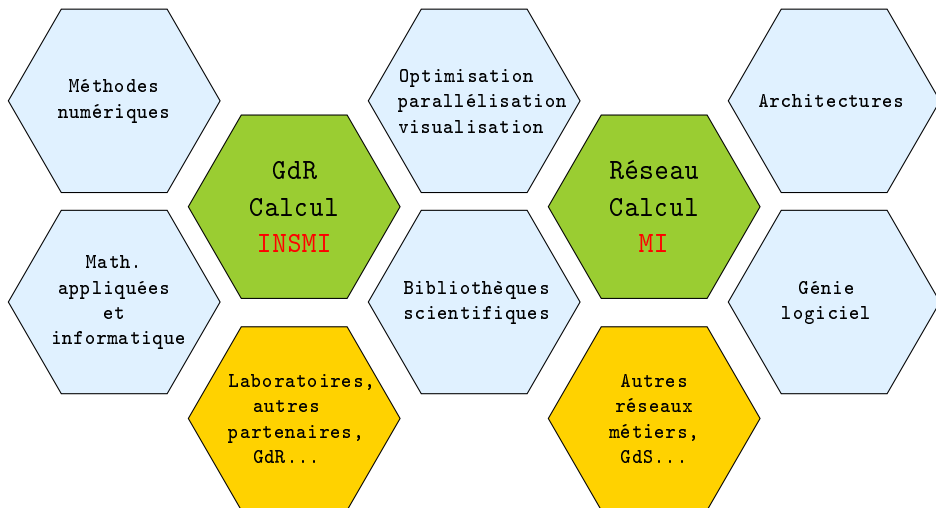 Méthodes
numériques
Optimisation
parallélisation
visualisation
Architectures
GdR
Calcul
INSMI
Réseau
Calcul
MI
Math.
appliquées
et
informatique
Bibliothèques
scientifiques
Génie
logiciel
Laboratoires,
autres
partenaires,
GdR...
Autres
réseaux
métiers,
GdS...